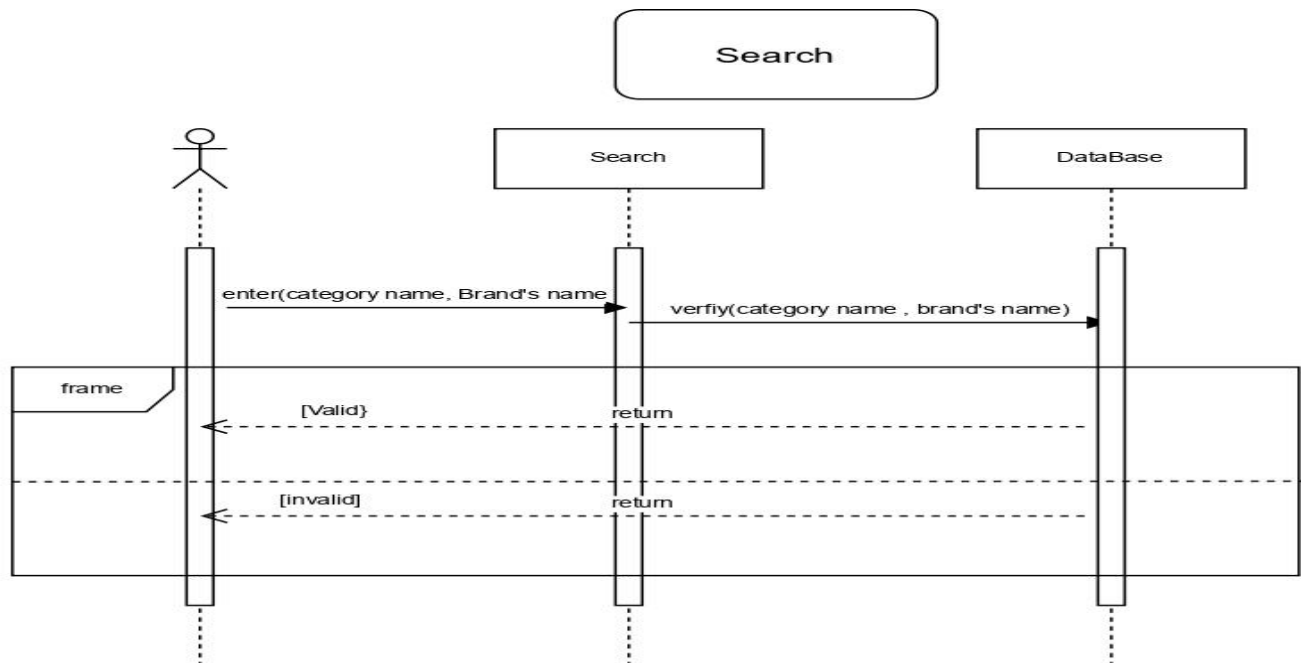 Search
Search
DataBase
enter(category name, Brand's name
verfiy(category name , brand's name)
frame
[Valid}
return
[invalid]
return